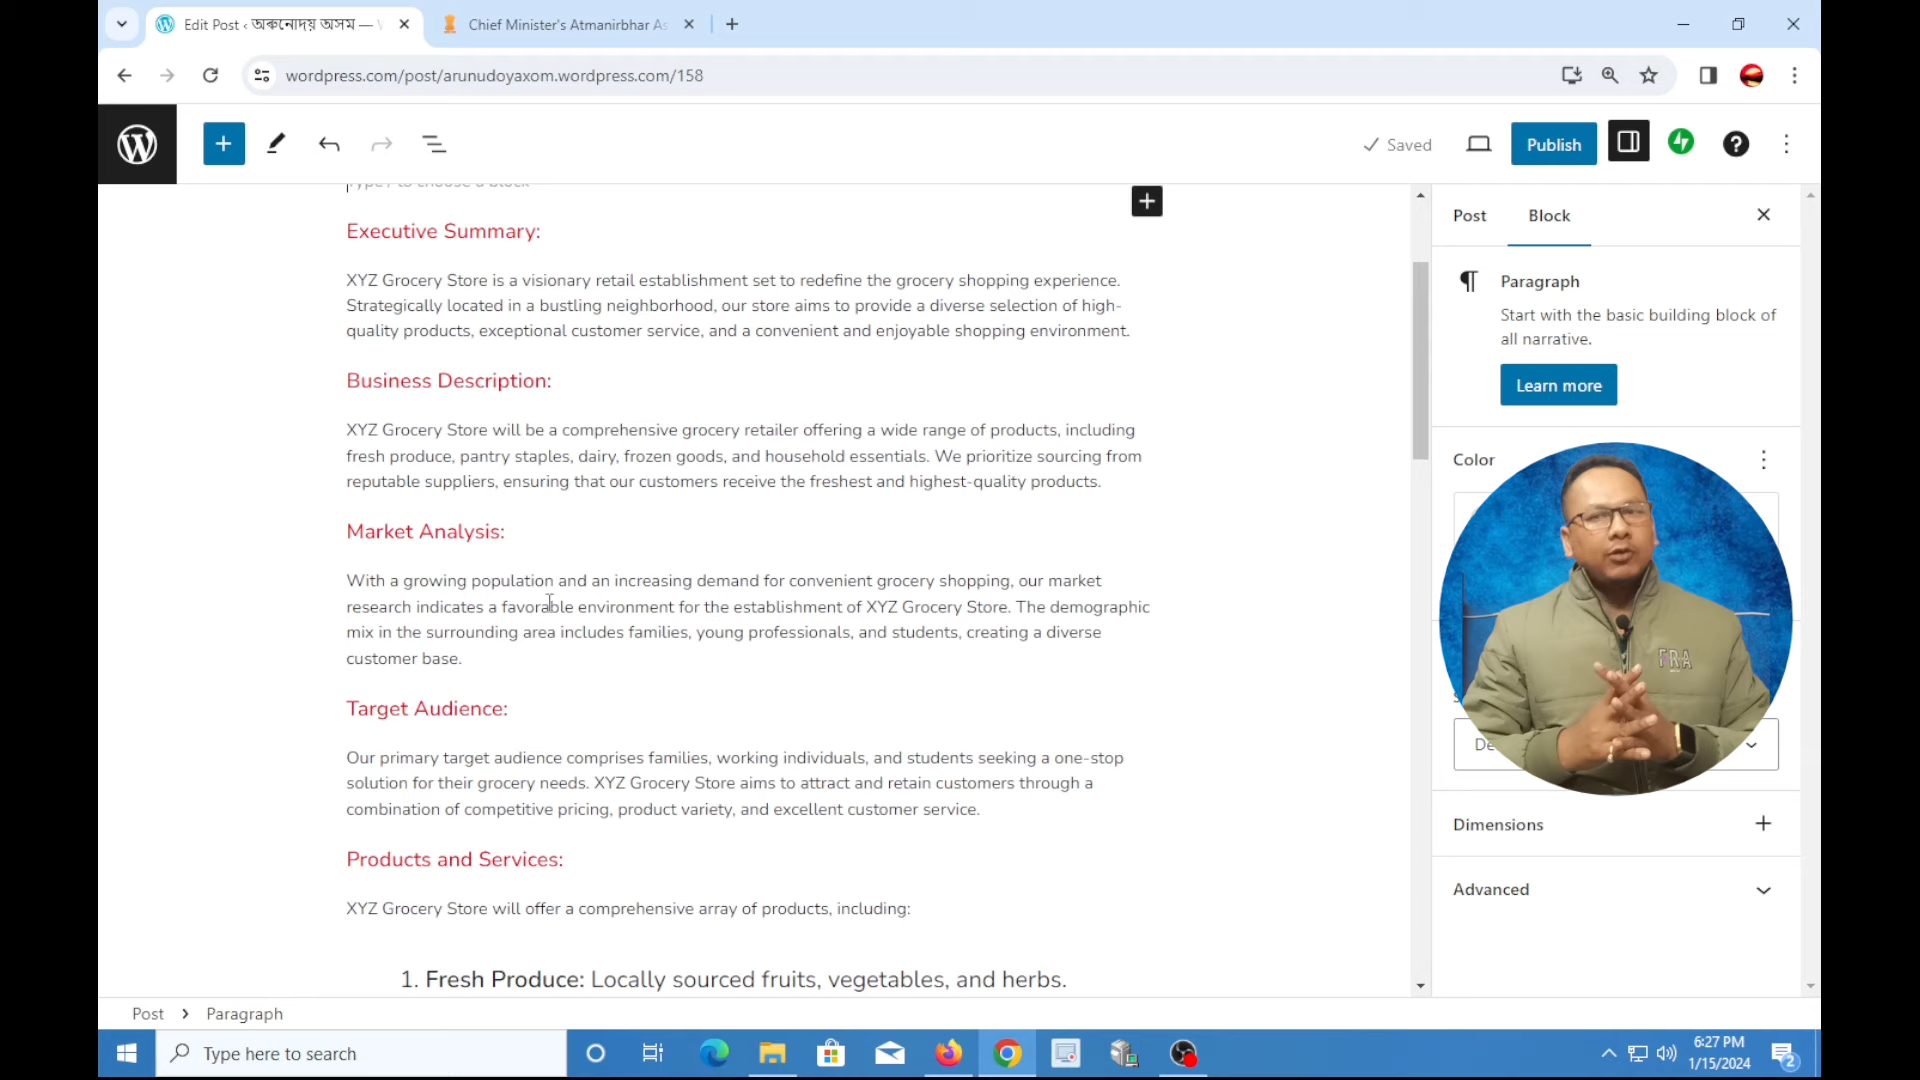 Edit Post ‹ অৰুনোদয় অসম —
Chief Minister's Atmanirbhar As
wordpress.com/post/arunudoyaxom.wordpress.com/158
Saved
Publish
Type / to choose a block
Executive Summary:
XYZ Grocery Store is a visionary retail establishment set to redefine the grocery shopping experience.
Strategically located in a bustling neighborhood, our store aims to provide a diverse selection of high-
quality products, exceptional customer service, and a convenient and enjoyable shopping environment.
Business Description:
XYZ Grocery Store will be a comprehensive grocery retailer offering a wide range of products, including
fresh produce, pantry staples, dairy, frozen goods, and household essentials. We prioritize sourcing from
reputable suppliers, ensuring that our customers receive the freshest and highest-quality products.
Market Analysis:
With a growing population and an increasing demand for convenient grocery shopping, our market
research indicates a favorable environment for the establishment of XYZ Grocery Store. The demographic
mix in the surrounding area includes families, young professionals, and students, creating a diverse
customer base.
Target Audience:
Our primary target audience comprises families, working individuals, and students seeking a one-stop
solution for their grocery needs. XYZ Grocery Store aims to attract and retain customers through a
combination of competitive pricing, product variety, and excellent customer service.
Products and Services:
XYZ Grocery Store will offer a comprehensive array of products, including:
1. Fresh Produce: Locally sourced fruits, vegetables, and herbs.
Post Block
Paragraph
Start with the basic building block of
all narrative.
Learn more
Color
Dimensions
Advanced
Post
Paragraph
Type here to search
6:27 PM
1/15/2024
2